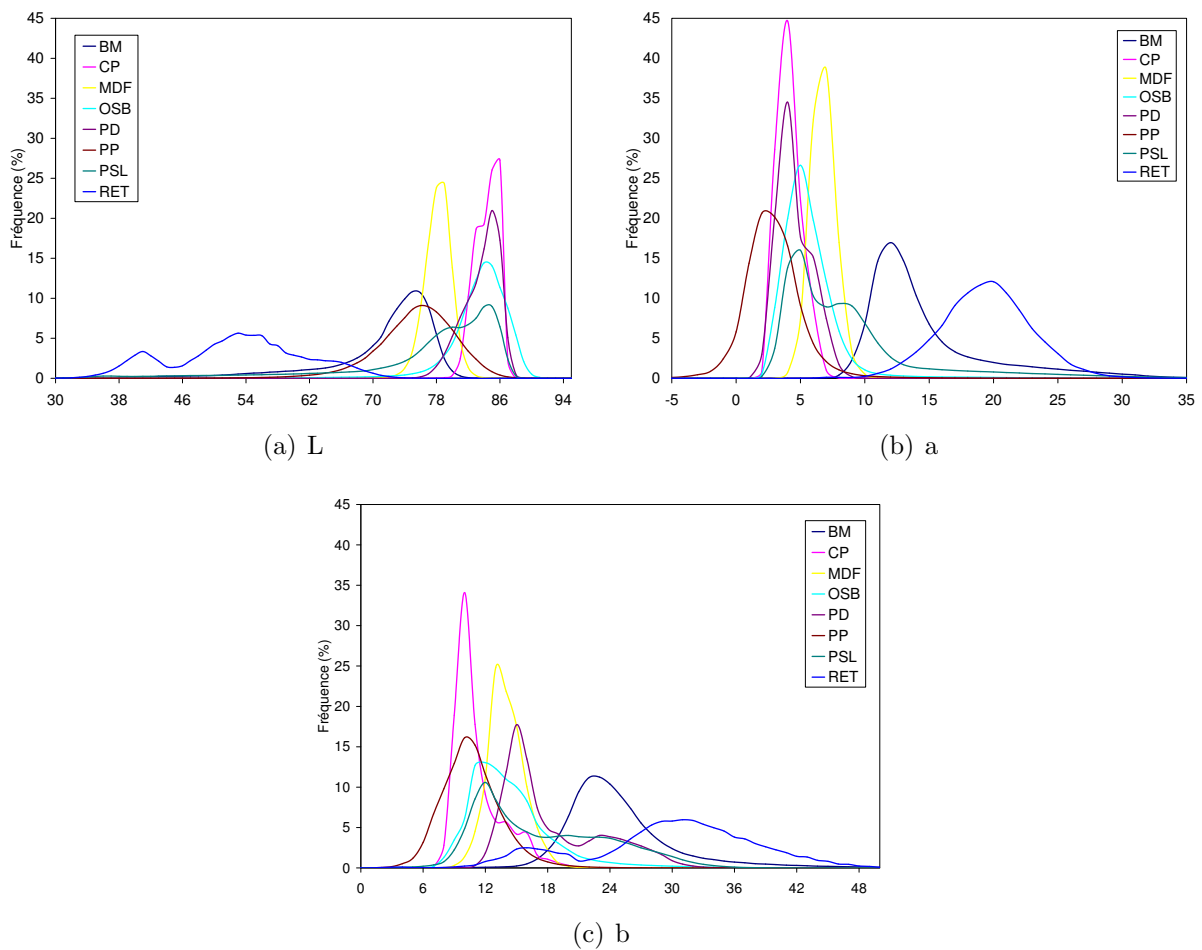 45
40
35
30
25
20
15
10
5
0
Fréquence (%)
BM
CP
MDF
OSB
PD
PP
PSL
RET
30 38 46 54 62 70 78 86 94
(a) L
45
40
35
30
25
20
15
10
5
0
Fréquence (%)
BM
CP
MDF
OSB
PD
PP
PSL
RET
-5 0 5 10 15 20 25 30 35
(b) a
45
40
35
30
25
20
15
10
5
0
Fréquence (%)
BM
CP
MDF
OSB
PD
PP
PSL
RET
0 6 12 18 24 30 36 42 48
(c) b